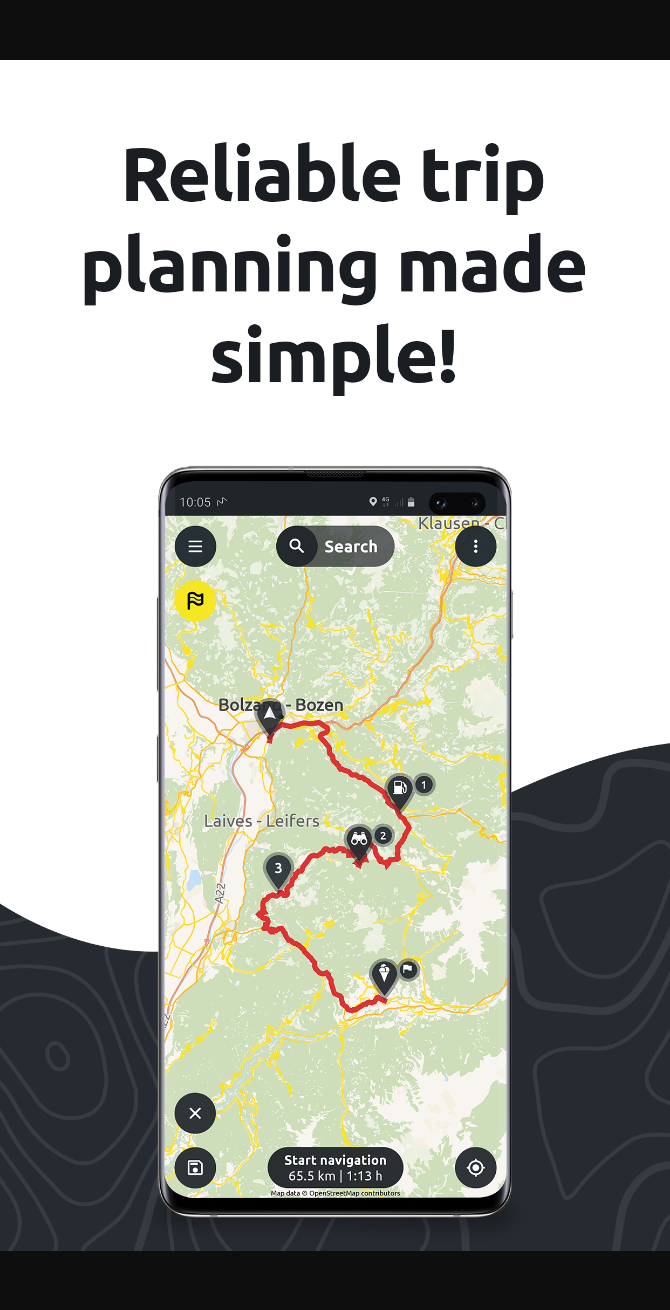 Reliable trip
planning made
simple!
10:05
4G
Klausen - C
Search
Bolzano - Bozen
1
Laives - Leifers
2
3
A22
Start navigation
65.5 km | 1:13 h
Map data © OpenStreetMap contributors